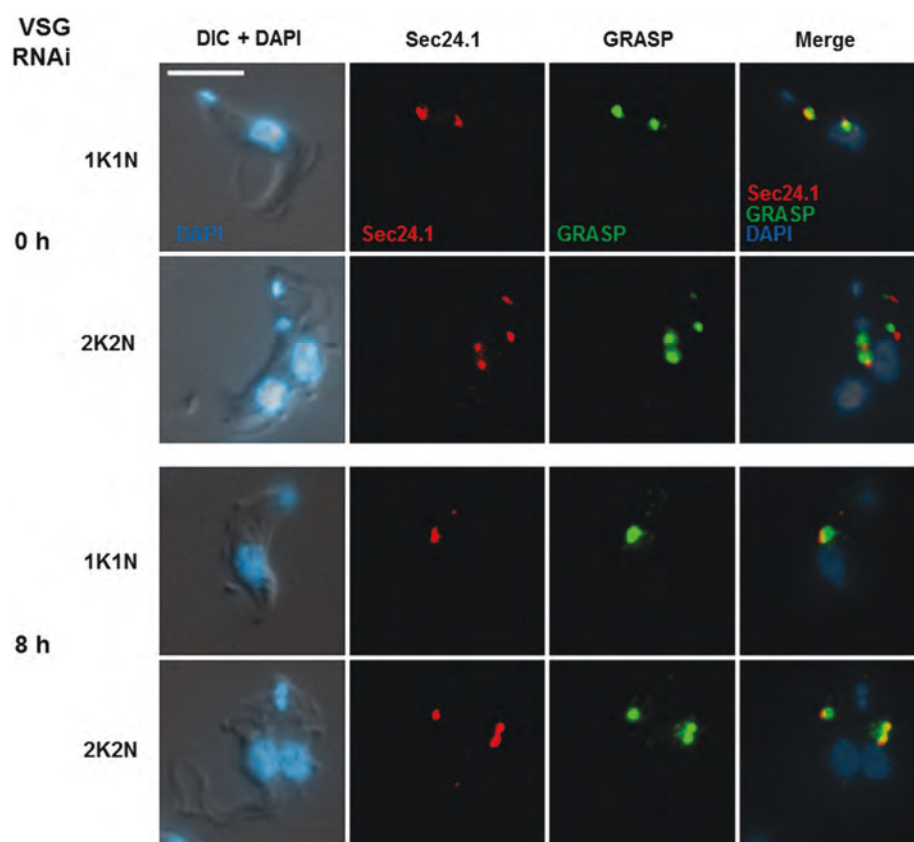 VSG
RNAi
DIC + DAPI
Sec24.1
GRASP
Merge
1K1N
DAPI
Sec24.1
GRASP
Sec24.1
GRASP
DAPI
0 h
2K2N
1K1N
8 h
2K2N